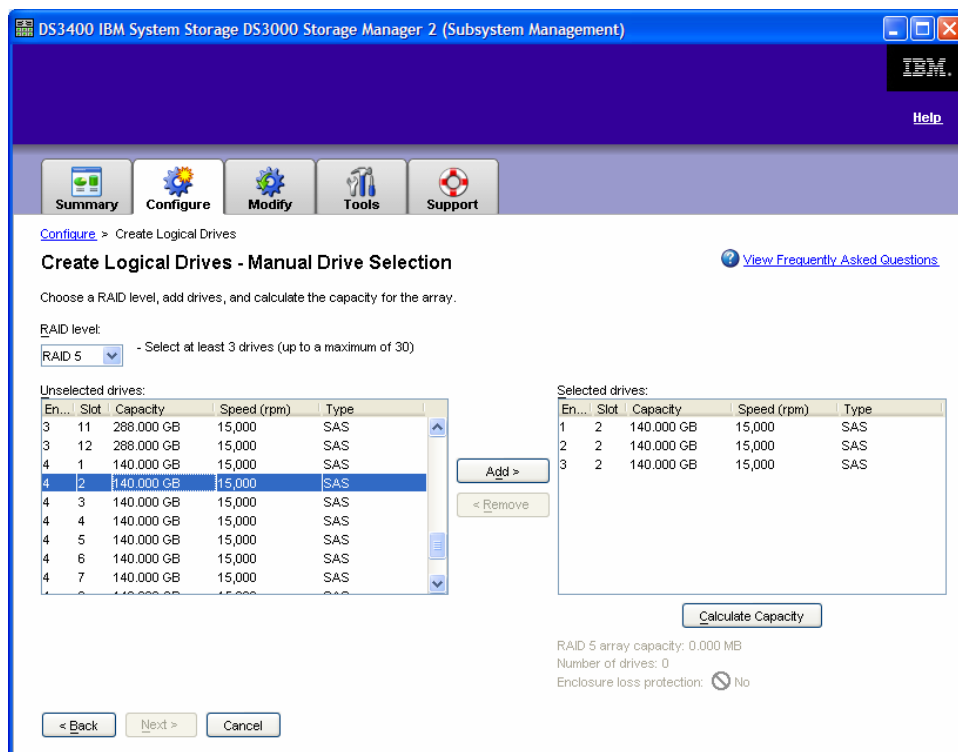 DS3400 IBM System Storage DS3000 Storage Manager 2 (Subsystem Management)
IBM.
Help
Summary Configure Modify Tools Support
Configure > Create Logical Drives
Create Logical Drives - Manual Drive Selection
View Frequently Asked Questions
Choose a RAID level, add drives, and calculate the capacity for the array.
RAID level:
RAID 5 - Select at least 3 drives (up to a maximum of 30)
Unselected drives:
En... Slot Capacity Speed (rpm) Type
3 11 288.000 GB 15,000 SAS
3 12 288.000 GB 15,000 SAS
4 1 140.000 GB 15,000 SAS
4 2 140.000 GB 15,000 SAS
4 3 140.000 GB 15,000 SAS
4 4 140.000 GB 15,000 SAS
4 5 140.000 GB 15,000 SAS
4 6 140.000 GB 15,000 SAS
4 7 140.000 GB 15,000 SAS
Add >
< Remove
Selected drives:
En... Slot Capacity Speed (rpm) Type
1 2 140.000 GB 15,000 SAS
2 2 140.000 GB 15,000 SAS
3 2 140.000 GB 15,000 SAS
Calculate Capacity
RAID 5 array capacity: 0.000 MB
Number of drives: 0
Enclosure loss protection: No
< Back Next > Cancel